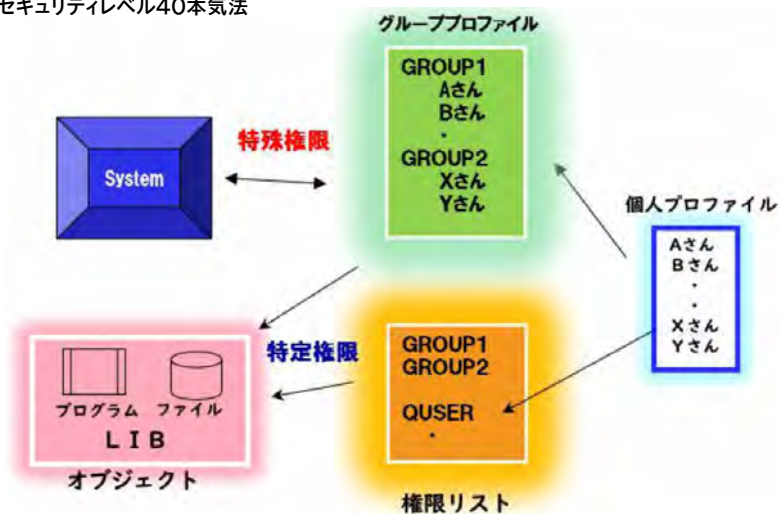 セキュリティレベル40本気法
グループプロファイル
GROUP1
Aさん
Bさん
・
GROUP2
Xさん
Yさん
System
特殊権限
個人プロファイル
Aさん
Bさん
・
・
Xさん
Yさん
特定権限
GROUP1
GROUP2
QUSER
・
プログラム ファイル
LIB
オブジェクト
権限リスト